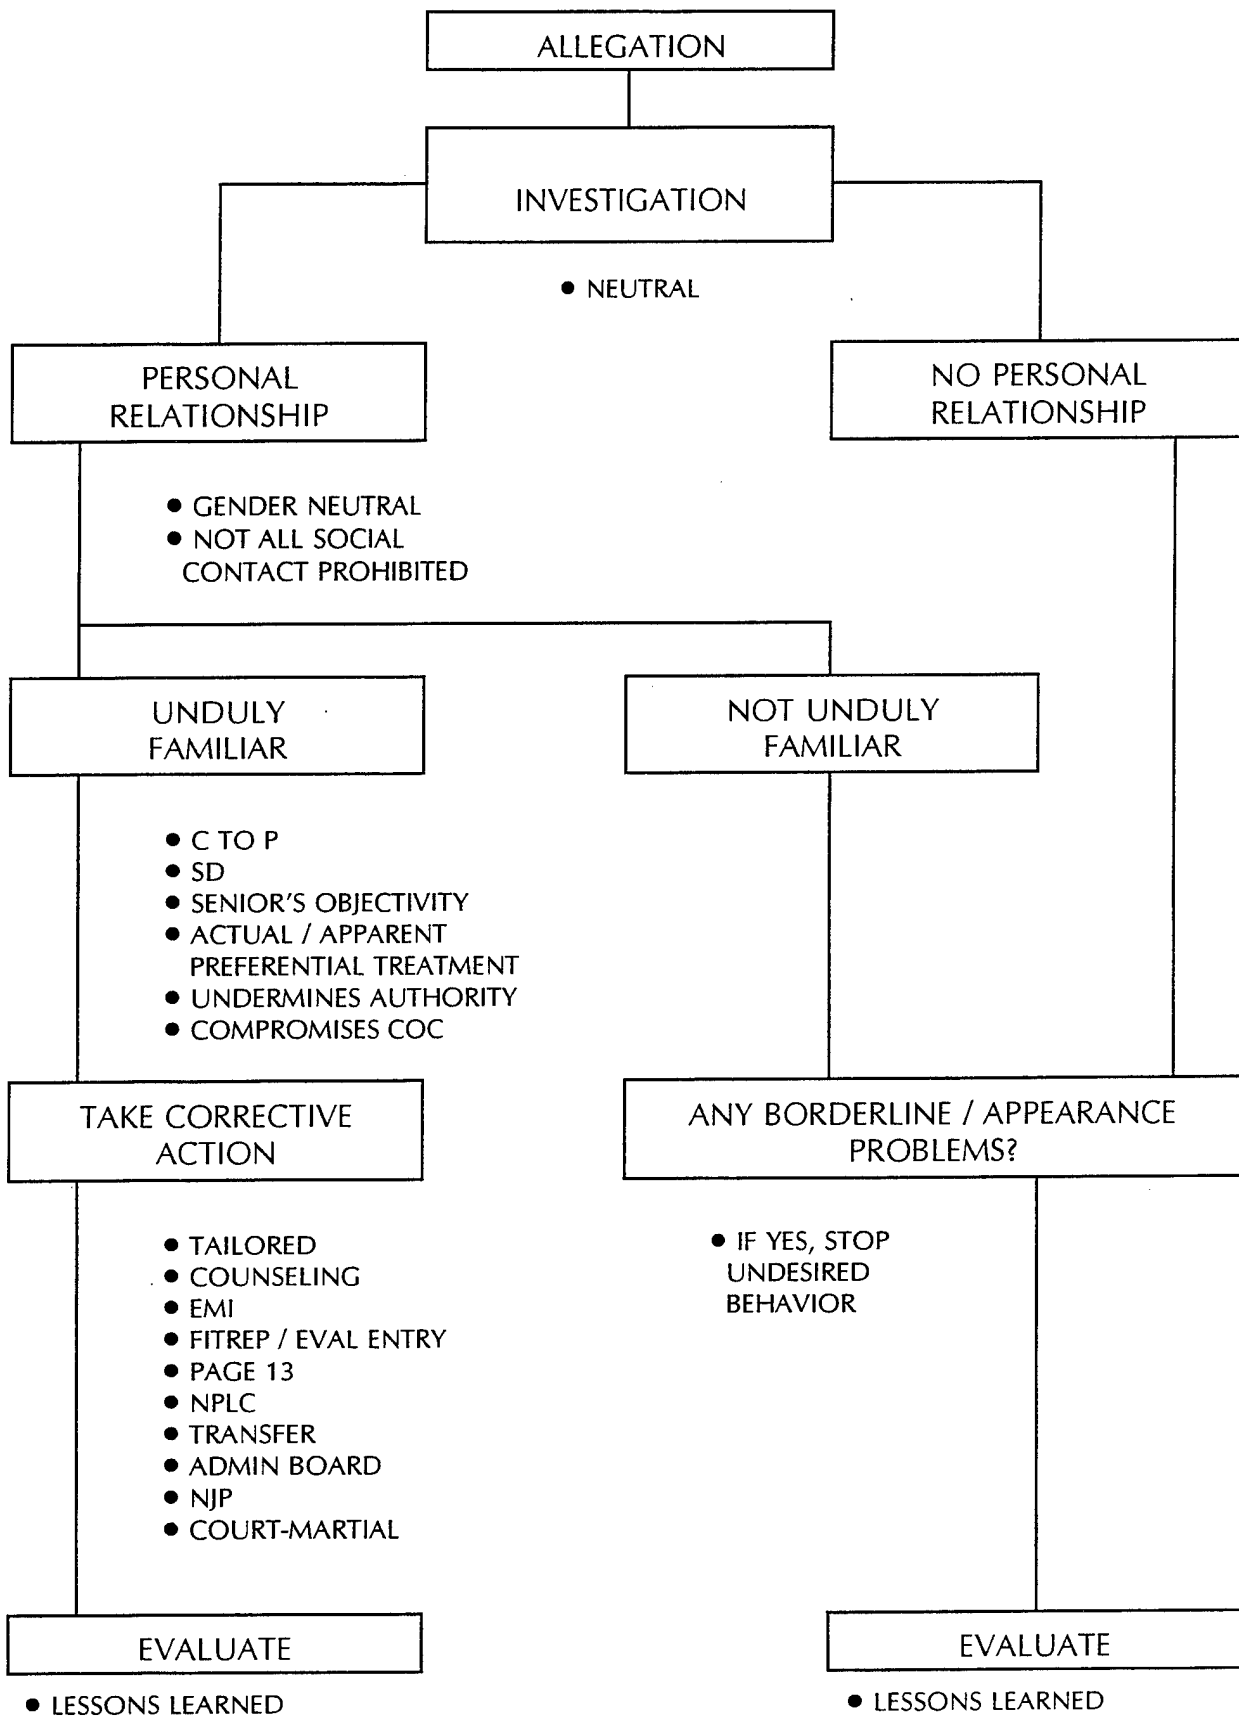 ALLEGATION
INVESTIGATION
● NEUTRAL
PERSONAL
RELATIONSHIP
NO PERSONAL
RELATIONSHIP
● GENDER NEUTRAL
● NOT ALL SOCIAL
CONTACT PROHIBITED
UNDULY
FAMILIAR
NOT UNDULY
FAMILIAR
● C TO P
● SD
● SENIOR'S OBJECTIVITY
● ACTUAL / APPARENT
PREFERENTIAL TREATMENT
● UNDERMINES AUTHORITY
● COMPROMISES COC
TAKE CORRECTIVE
ACTION
ANY BORDERLINE / APPEARANCE
PROBLEMS?
● TAILORED
● COUNSELING
● EMI
● FITREP / EVAL ENTRY
● PAGE 13
● NPLC
● TRANSFER
● ADMIN BOARD
● NJP
● COURT-MARTIAL
● IF YES, STOP
UNDESIRED
BEHAVIOR
EVALUATE
● LESSONS LEARNED
EVALUATE
● LESSONS LEARNED